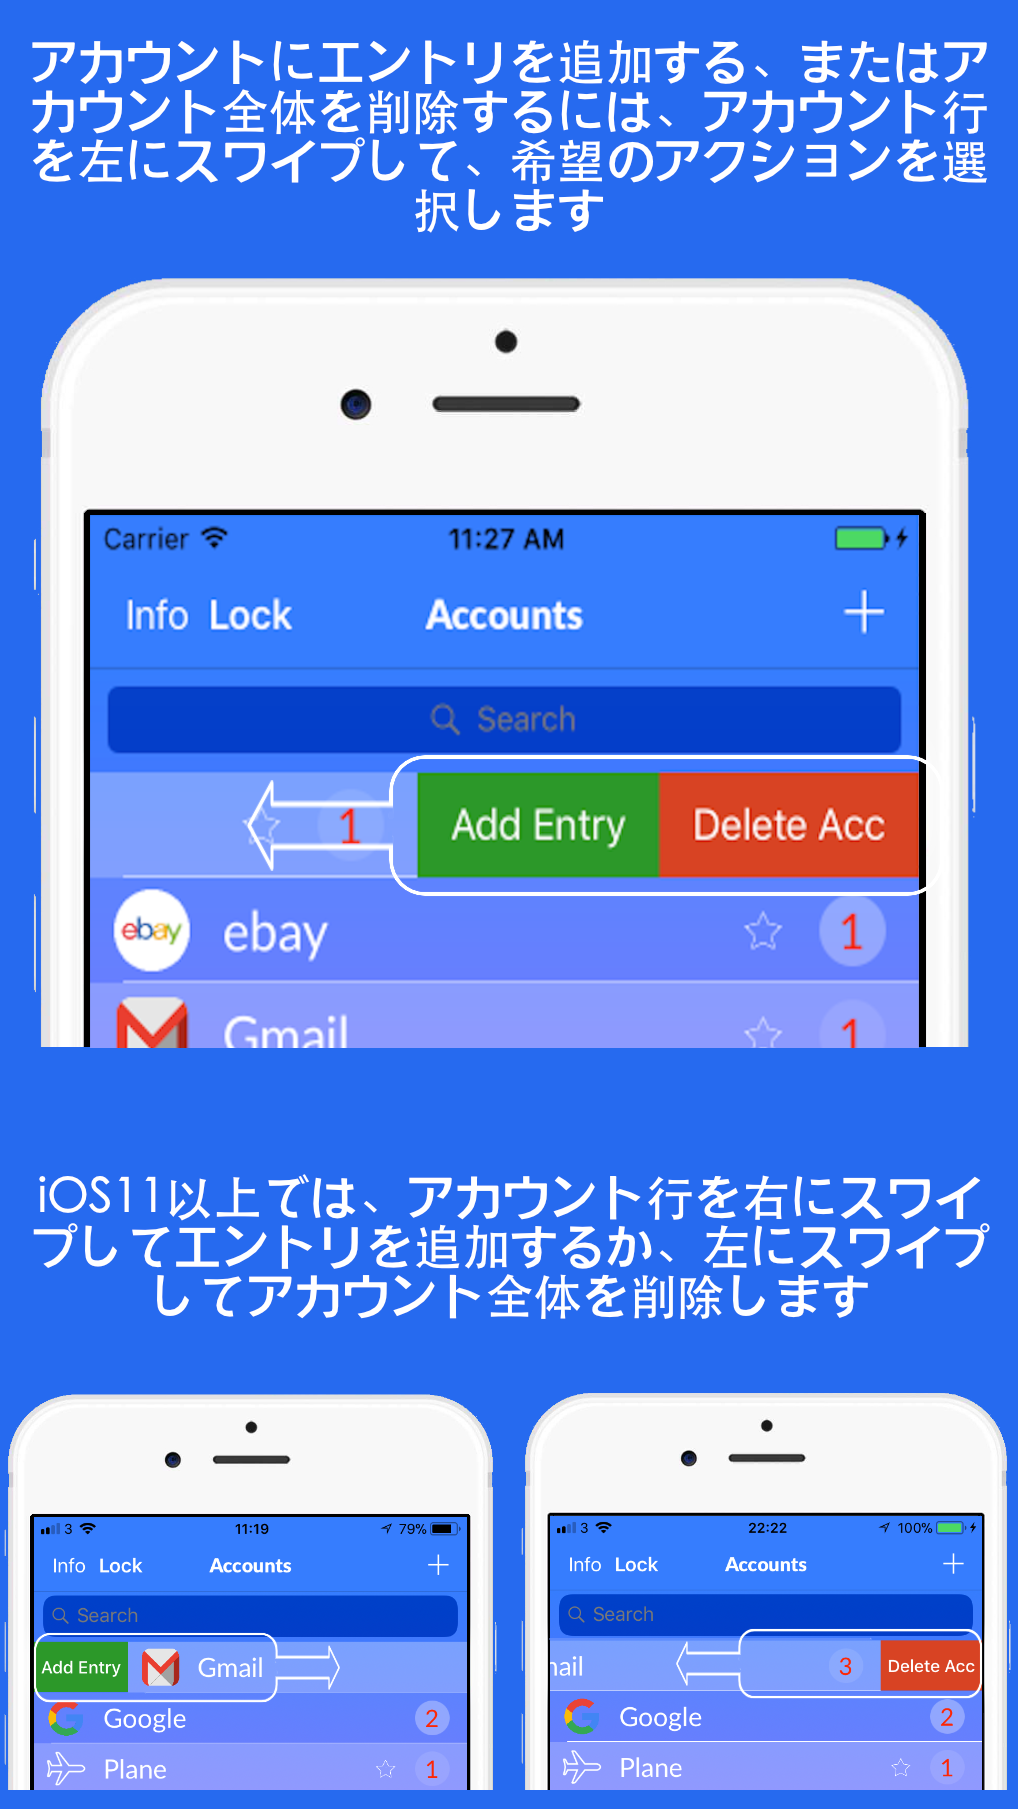 アカウントにエントリを追加する、またはア
カウント全体を削除するには、アカウント行
を左にスワイプして、希望のアクションを選
択します
Carrier 11:27 AM
Info Lock Accounts
Search
1 Add Entry Delete Acc
ebay ebay 1
Gmail 1
iOS11以上では、アカウント行を右にスワイ
プしてエントリを追加するか、左にスワイプ
してアカウント全体を削除します
3 11:19 79%
Info Lock Accounts
Search
Add Entry Gmail
Google 2
Plane 1
3 22:22 100%
Info Lock Accounts
Search
ail 3 Delete Acc
Google 2
Plane 1